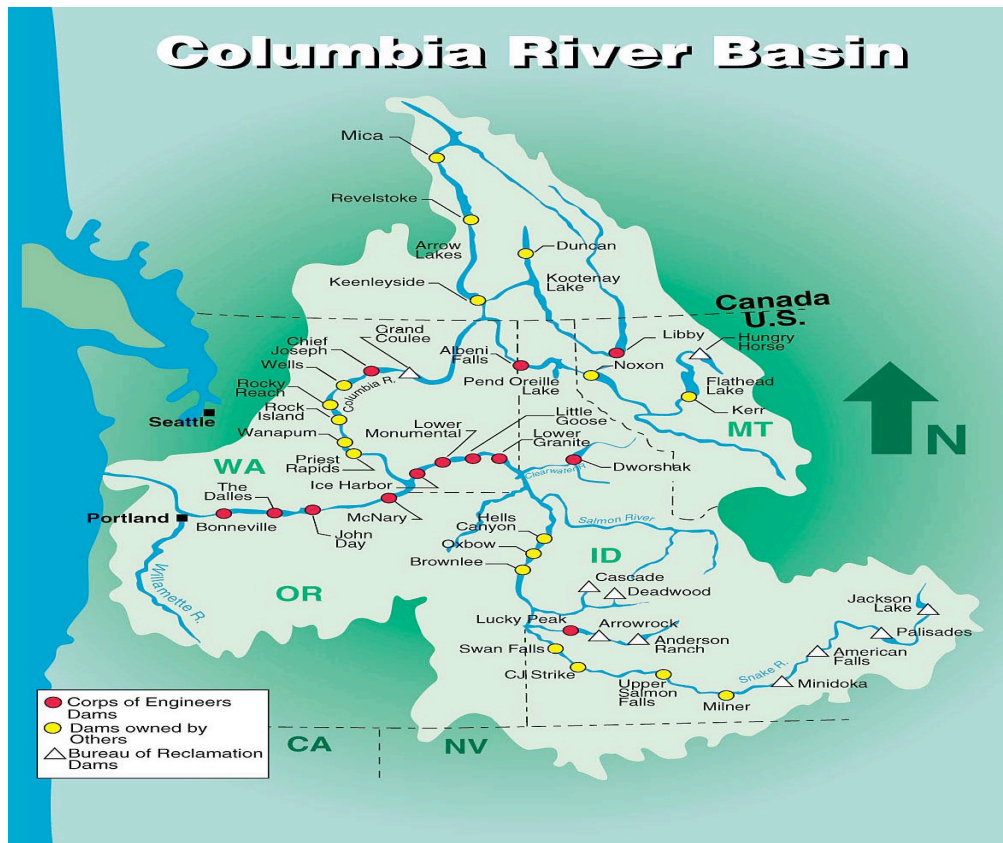 Columbia River Basin
Mica
Revelstoke
Arrow
Lakes
Duncan
Kootenay
Lake
Keenleyside
Canada
U.S.
Grand
Coulee
Chief
Joseph
Wells
Rocky
Reach
Rock
Island
Wanapum
Priest
Rapids
Columbia R.
Albeni
Falls
Pend Oreille
Lake
Libby
Noxon
Hungry
Horse
Flathead
Lake
Kerr
MT
N
Seattle
WA
Lower
Monumental
Little
Goose
Lower
Granite
Ice Harbor
Clearwater R
Dworshak
The
Dalles
Portland
Bonneville
John
Day
McNary
Hells
Canyon
Oxbow
Brownlee
Salmon River
ID
OR
Willamette R.
Cascade
Deadwood
Lucky Peak
Arrowrock
Anderson
Ranch
Swan Falls
CJ Strike
Upper
Salmon
Falls
Milner
Snake R.
Minidoka
American
Falls
Palisades
Jackson
Lake
Corps of Engineers
Dams
Dams owned by
Others
Bureau of Reclamation
Dams
CA
NV